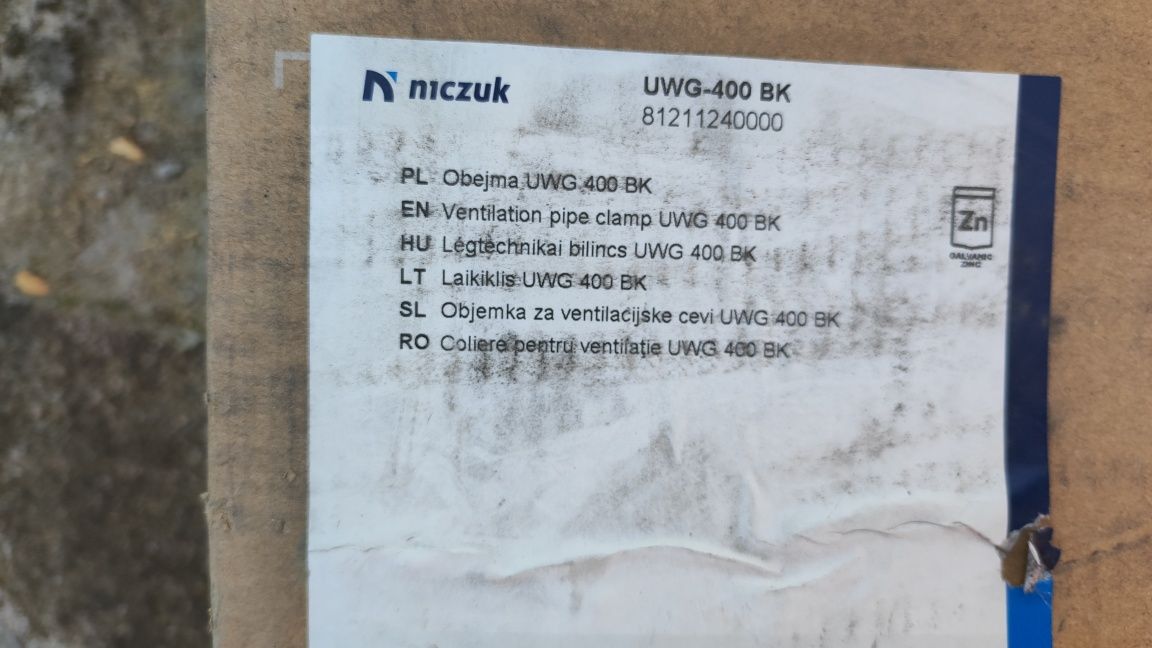 niczuk
UWG-400 BK
81211240000
PL Obejma UWG 400 BK
EN Ventilation pipe clamp UWG 400 BK
HU Légtechnikai bilincs UWG 400 BK
LT Laikiklis UWG 400 BK
SL Objemka za ventilacijske cevi UWG 400 BK
RO Coliere pentru ventilație UWG 400 BK
Zn
GALVANIC
ZINC